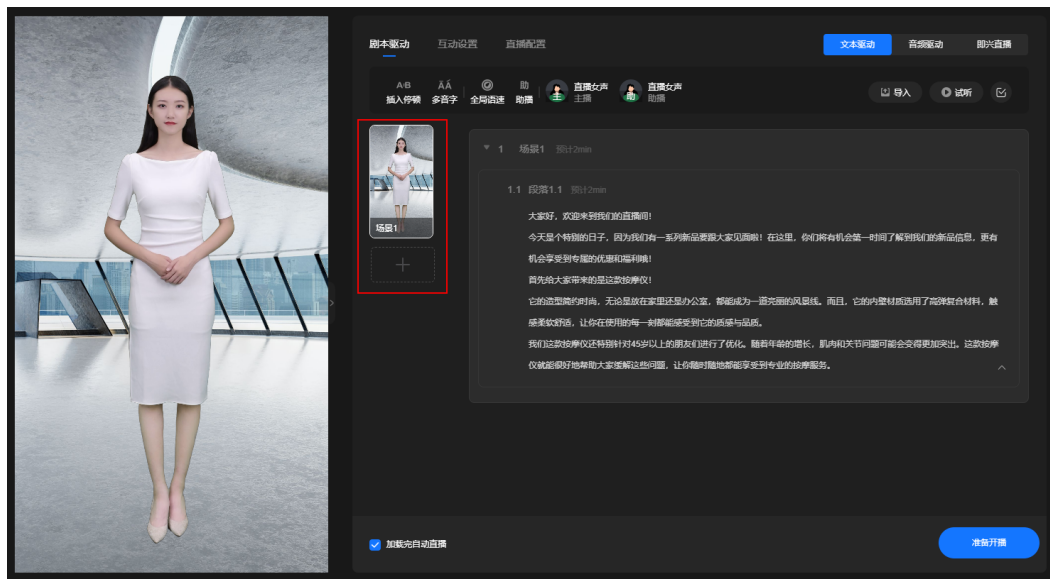 剧本驱动 互动设置 直播配置 文本驱动 音频驱动 即兴直播
A·B ǍÁ 助
插入停顿 多音字 全局语速 助播 主 直播女声 主播 助 直播女声 助播 导入 试听
场景1
1 场景1 预计2min
1.1 段落1.1 预计2min
大家好，欢迎来到我们的直播间！
今天是个特别的日子，因为我们有一系列新品要跟大家见面啦！在这里，你们将有机会第一时间了解到我们的新品信息，更有
机会享受到专属的优惠和福利哦！
首先给大家带来的是这款按摩仪！
它的造型简约时尚，无论是放在家里还是办公室，都能成为一道亮丽的风景线。而且，它的内壁材质选用了高弹复合材料，触
感柔软舒适，让你在使用的每一刻都能感受到它的质感与品质。
我们这款按摩仪还特别针对45岁以上的朋友们进行了优化。随着年龄的增长，肌肉和关节问题可能会变得更加突出。这款按摩
仪就能很好地帮助大家缓解这些问题，让你随时随地都能享受到专业的按摩服务。
加载完自动直播
准备开播